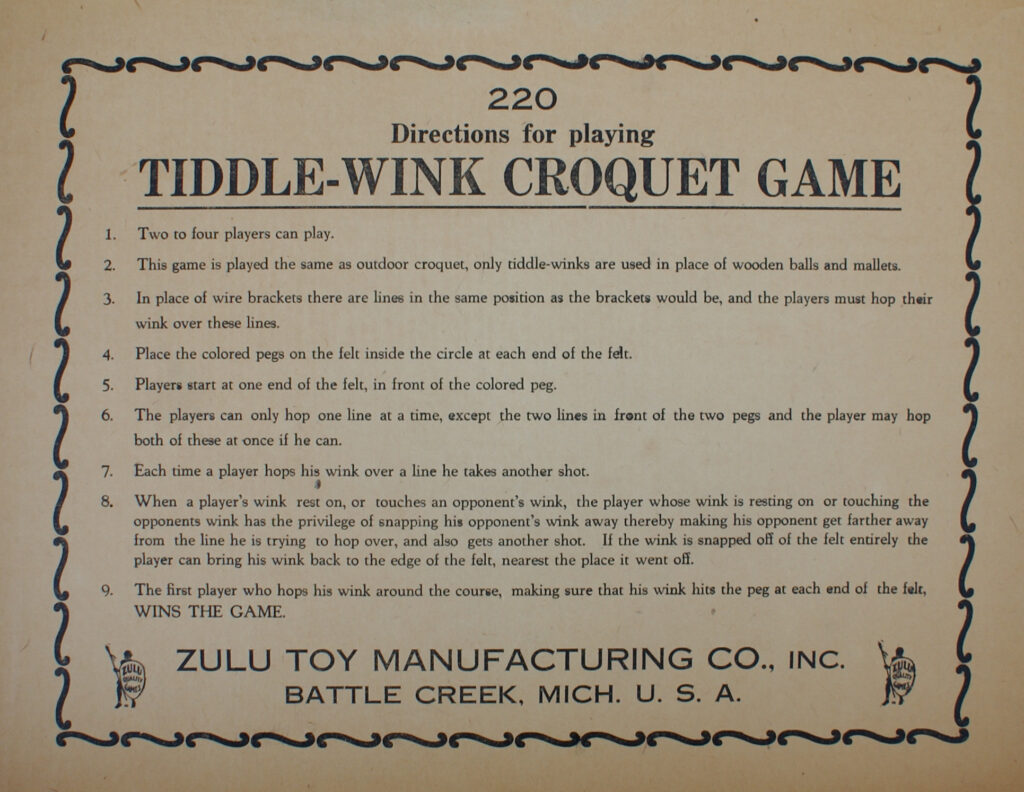 220
Directions for playing
TIDDLE-WINK CROQUET GAME
1. Two to four players can play.
2. This game is played the same as outdoor croquet, only tiddle-winks are used in place of wooden balls and mallets.
3. In place of wire brackets there are lines in the same position as the brackets would be, and the players must hop their
wink over these lines.
4. Place the colored pegs on the felt inside the circle at each end of the felt.
5. Players start at one end of the felt, in front of the colored peg.
6. The players can only hop one line at a time, except the two lines in front of the two pegs and the player may hop
both of these at once if he can.
7. Each time a player hops his wink over a line he takes another shot.
8. When a player's wink rest on, or touches an opponent's wink, the player whose wink is resting on or touching the
opponents wink has the privilege of snapping his opponent's wink away thereby making his opponent get farther away
from the line he is trying to hop over, and also gets another shot. If the wink is snapped off of the felt entirely the
player can bring his wink back to the edge of the felt, nearest the place it went off.
9. The first player who hops his wink around the course, making sure that his wink hits the peg at each end of the felt,
WINS THE GAME.
ZULU TOY MANUFACTURING CO., INC.
BATTLE CREEK, MICH. U. S. A.
ZULU
QUALITY
GAMES
ZULU
QUALITY
GAMES